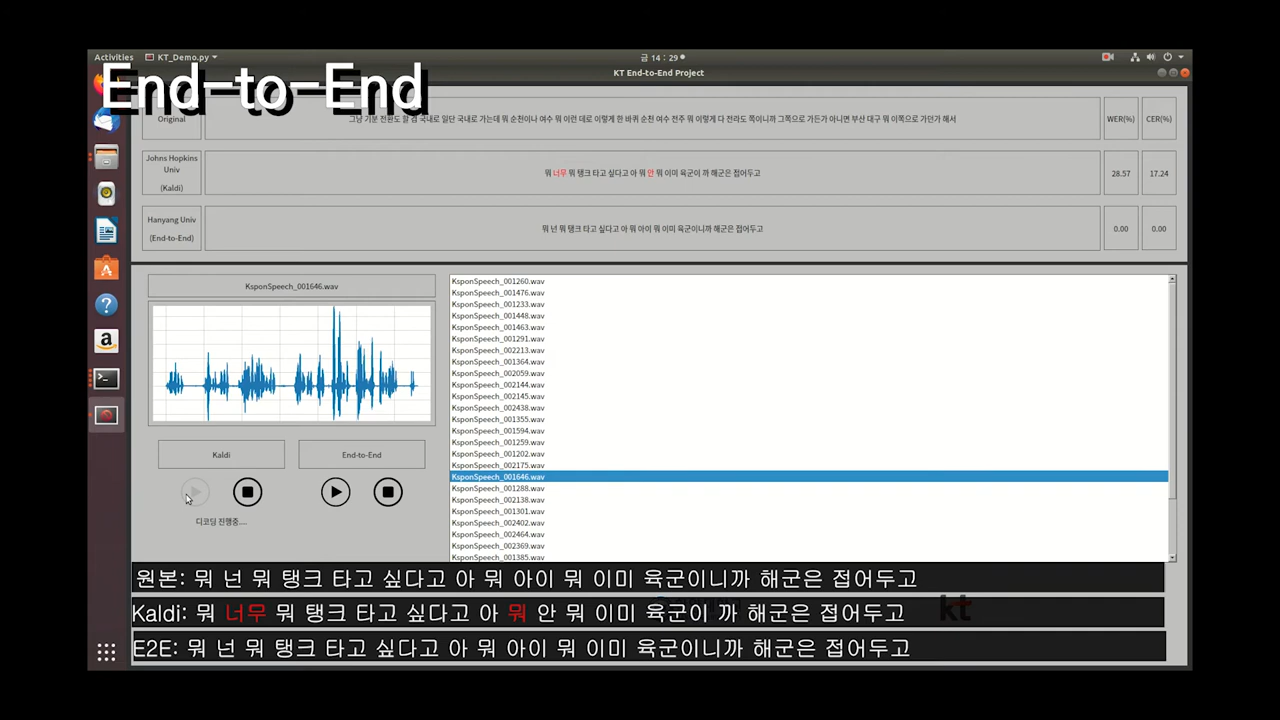 Activities
KT_Demo.py
금 14 : 29
KT End-to-End Project
End-to-End
Original
그냥 기분 전환도 할 겸 국내로 일단 국내로 가는데 뭐 순천이나 여수 뭐 이런 데로 이렇게 한 바퀴 순천 여수 전주 뭐 이렇게 다 전라도 쪽이니까 그쪽으로 가든가 아니면 부산 대구 뭐 이쪽으로 가던가 해서
WER(%)
CER(%)
Johns Hopkins
Univ
(Kaldi)
뭐 너무 뭐 탱크 타고 싶다고 아 뭐 안 뭐 이미 육군이 까 해군은 접어두고
28.57
17.24
Hanyang Univ
(End-to-End)
뭐 넌 뭐 탱크 타고 싶다고 아 뭐 아이 뭐 이미 육군이니까 해군은 접어두고
0.00
0.00
KsponSpeech_001646.wav
Kaldi
End-to-End
디코딩 진행중....
KsponSpeech_001260.wav
KsponSpeech_001476.wav
KsponSpeech_001233.wav
KsponSpeech_001448.wav
KsponSpeech_001463.wav
KsponSpeech_001291.wav
KsponSpeech_002213.wav
KsponSpeech_001364.wav
KsponSpeech_002059.wav
KsponSpeech_002144.wav
KsponSpeech_002145.wav
KsponSpeech_002438.wav
KsponSpeech_001355.wav
KsponSpeech_001594.wav
KsponSpeech_001259.wav
KsponSpeech_001202.wav
KsponSpeech_002175.wav
KsponSpeech_001646.wav
KsponSpeech_001288.wav
KsponSpeech_002138.wav
KsponSpeech_001301.wav
KsponSpeech_002402.wav
KsponSpeech_002464.wav
KsponSpeech_002369.wav
KsponSpeech_001385.wav
원본: 뭐 넌 뭐 탱크 타고 싶다고 아 뭐 아이 뭐 이미 육군이니까 해군은 접어두고
Kaldi: 뭐 너무 뭐 탱크 타고 싶다고 아 뭐 안 뭐 이미 육군이 까 해군은 접어두고
kt
E2E: 뭐 넌 뭐 탱크 타고 싶다고 아 뭐 아이 뭐 이미 육군이니까 해군은 접어두고